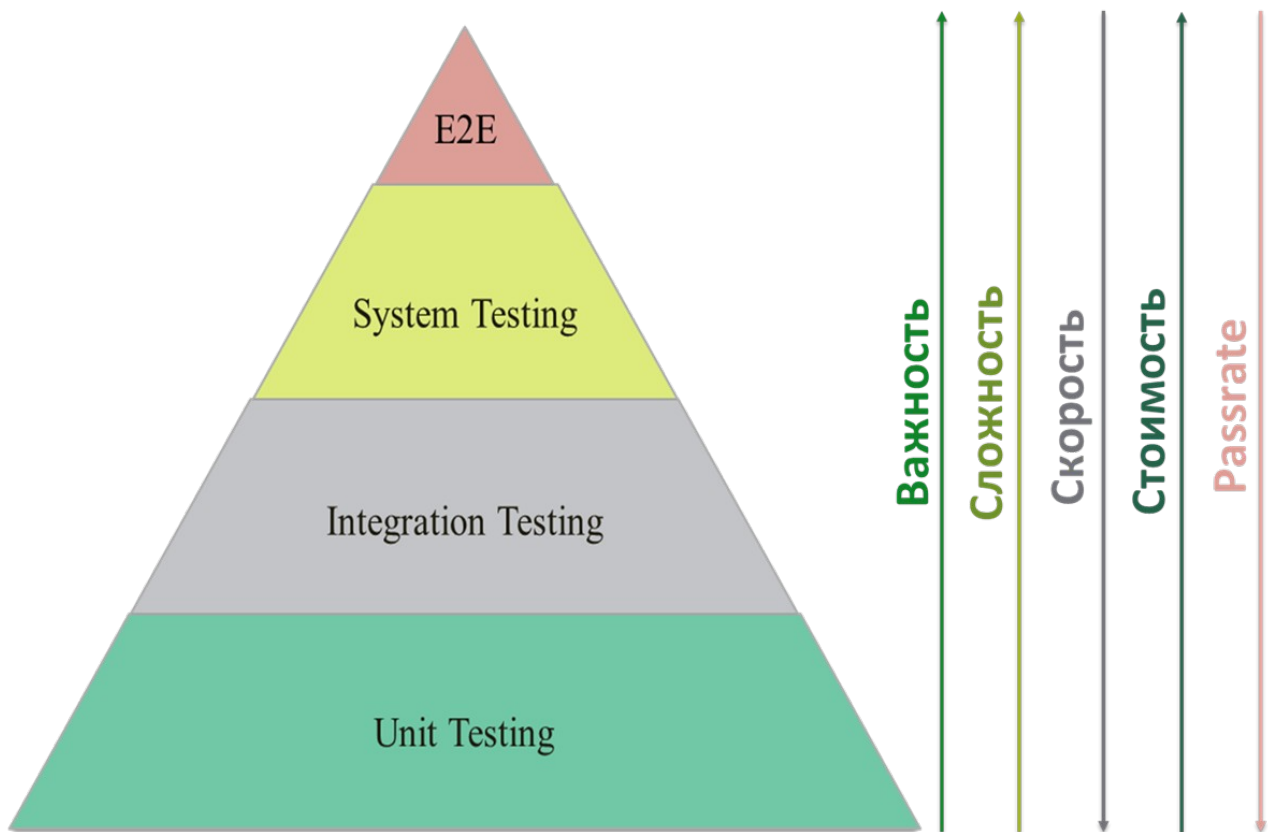 E2E
System Testing
Integration Testing
Unit Testing
Важность
Сложность
Скорость
Стоимость
Passrate